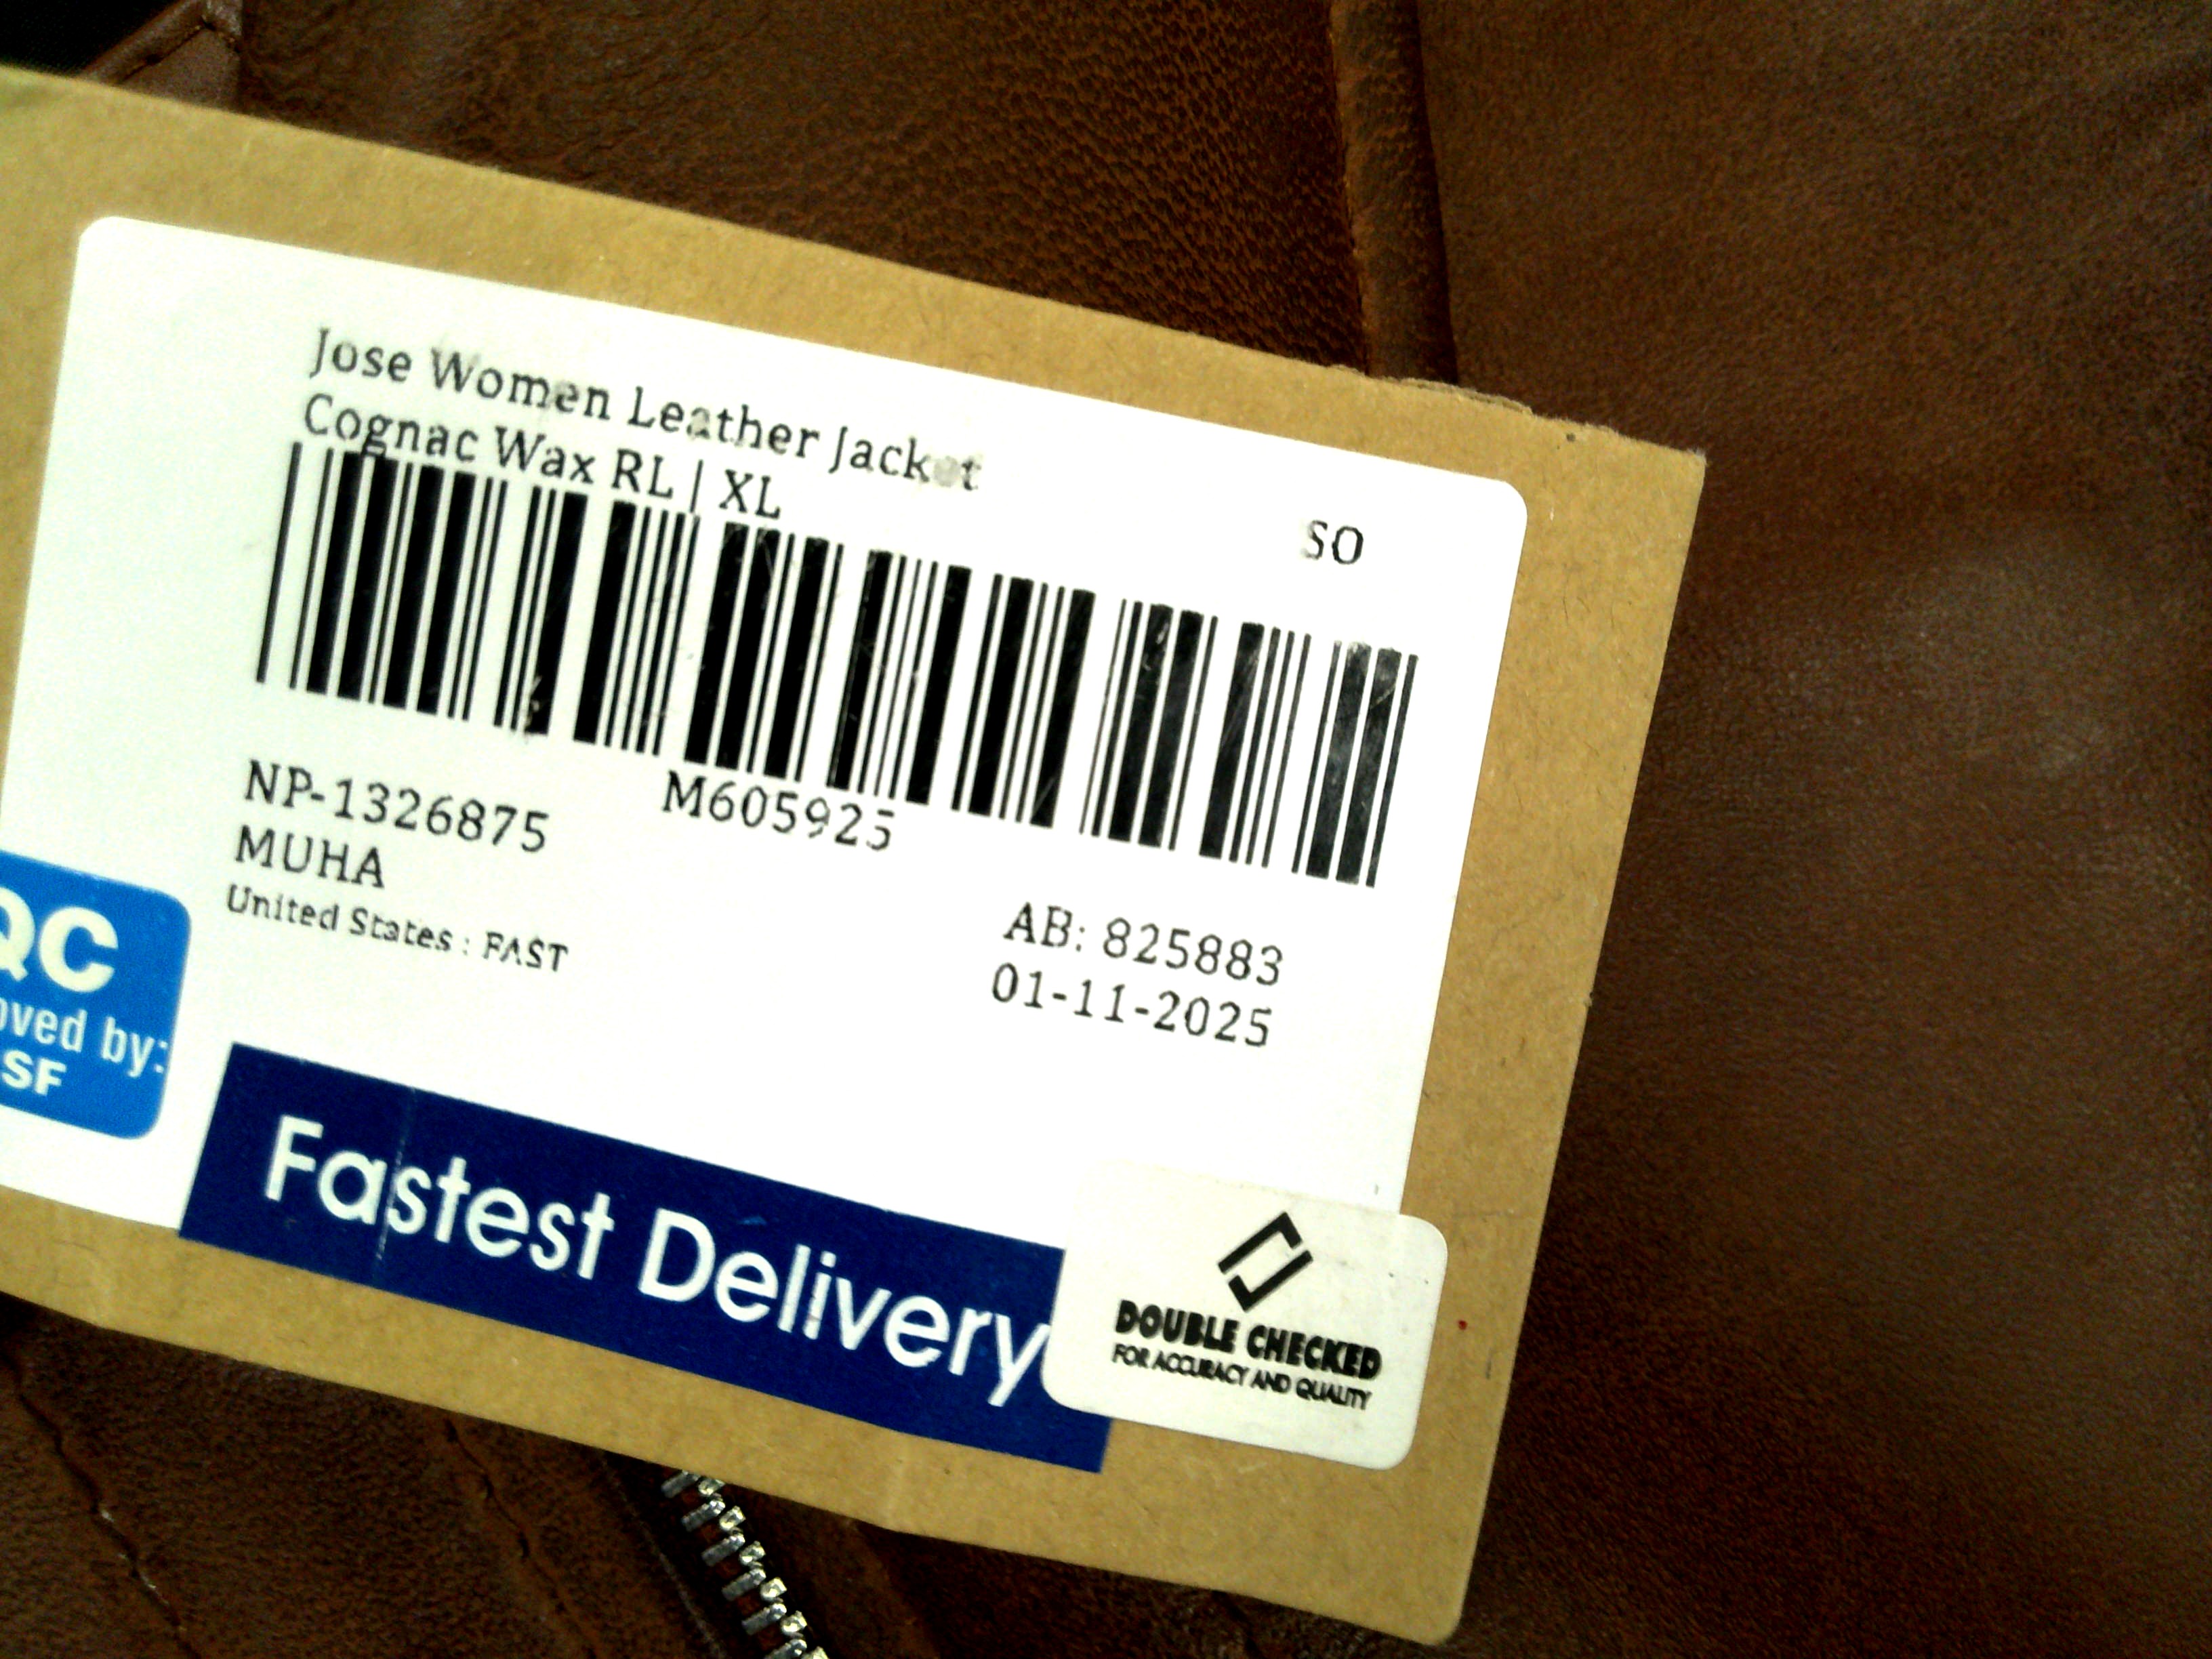 Jose Women Leather Jacket
Cognac Wax RL | XL
SO
NP-1326875
M605925
MUHA
United States : FAST
AB: 825883
01-11-2025
QC
oved by:
SF
Fastest Delivery
DOUBLE CHECKED
FOR ACCURACY AND QUALITY